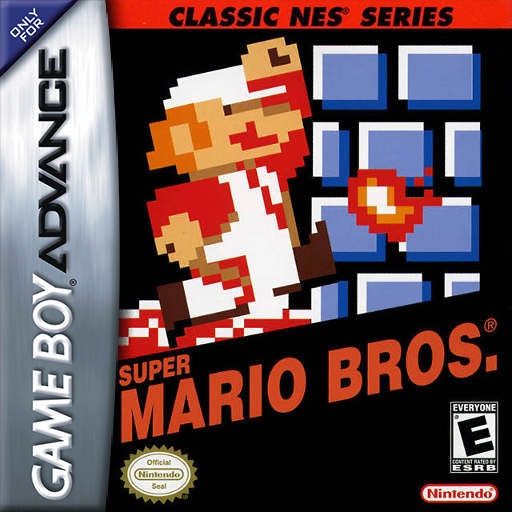 ONLY
FOR
GAME BOY ADVANCE
CLASSIC NES® SERIES
SUPER
MARIO BROS.®
Official
Nintendo
Seal
EVERYONE
E
CONTENT RATED BY
ESRB
Nintendo